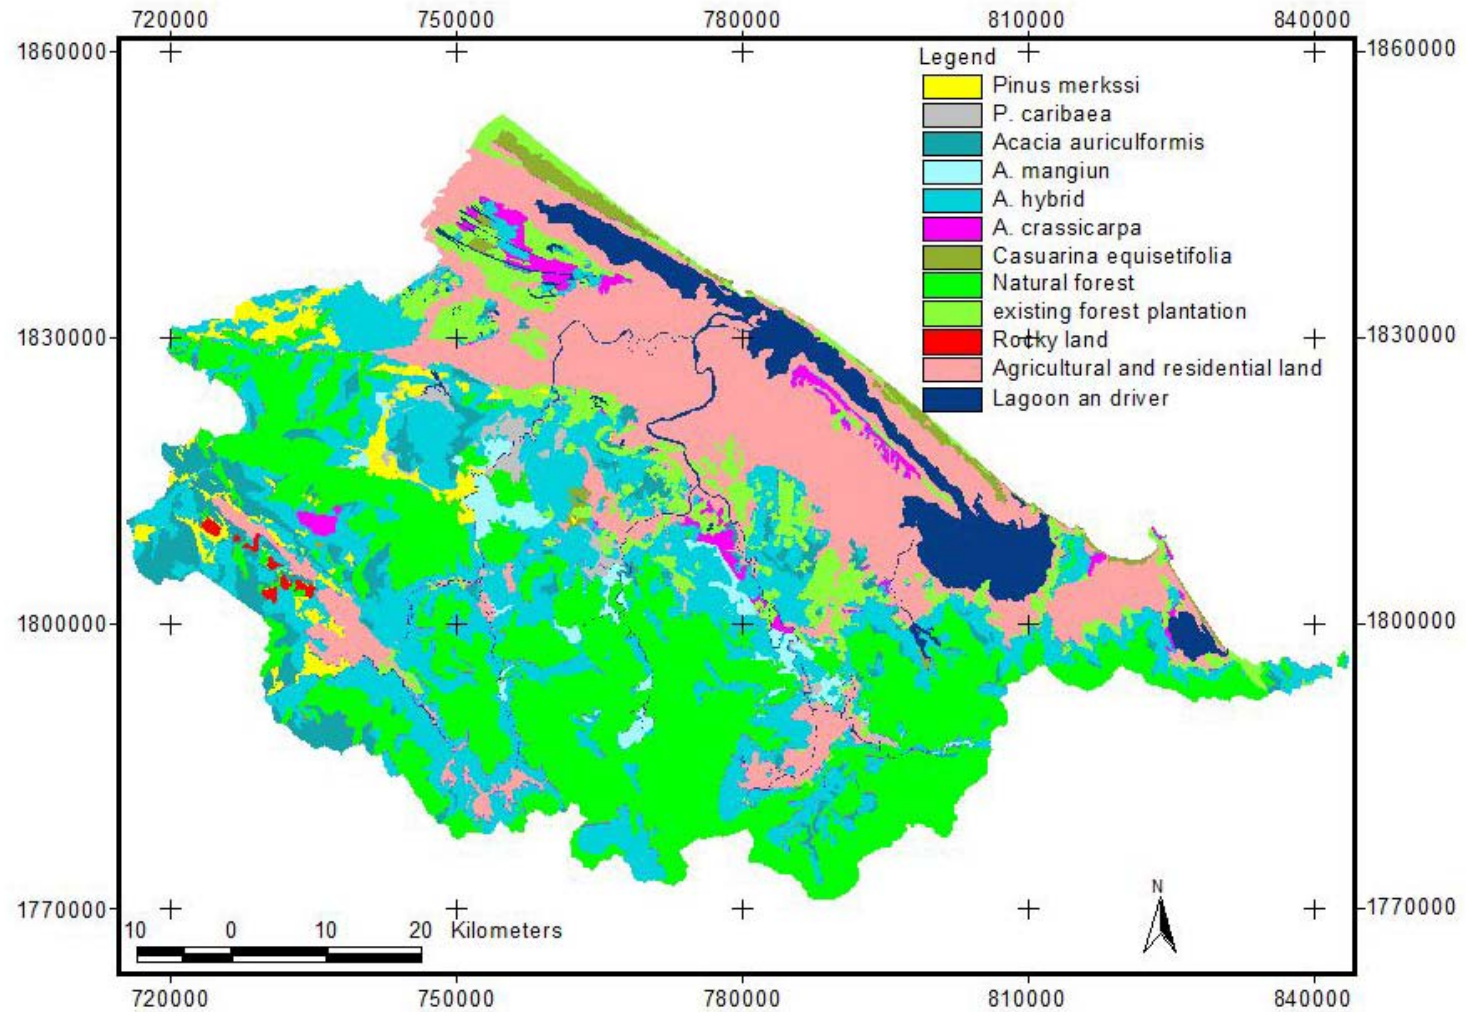 720000 750000 780000 810000 840000
1860000 1860000
Legend
Pinus merkssi
P. caribaea
Acacia auriculformis
A. mangiun
A. hybrid
A. crassicarpa
Casuarina equisetifolia
Natural forest
existing forest plantation
1830000 1830000
Rocky land
Agricultural and residential land
Lagoon an driver
1800000 1800000
N
1770000 1770000
10 0 10 20 Kilometers
720000 750000 780000 810000 840000